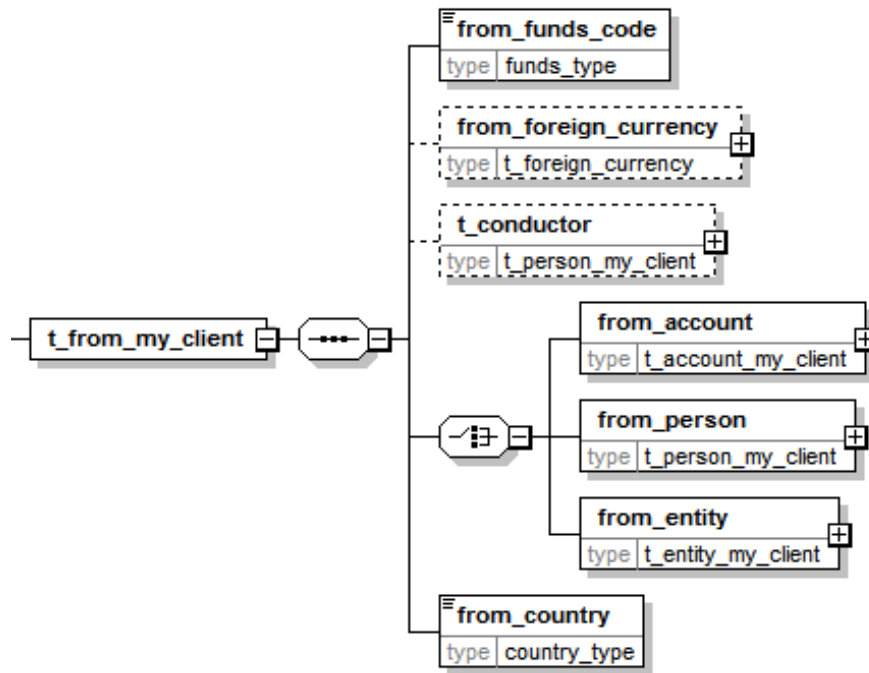 from_funds_code
type funds_type
from_foreign_currency
type t_foreign_currency
t_conductor
type t_person_my_client
t_from_my_client
from_account
type t_account_my_client
from_person
type t_person_my_client
from_entity
type t_entity_my_client
from_country
type country_type